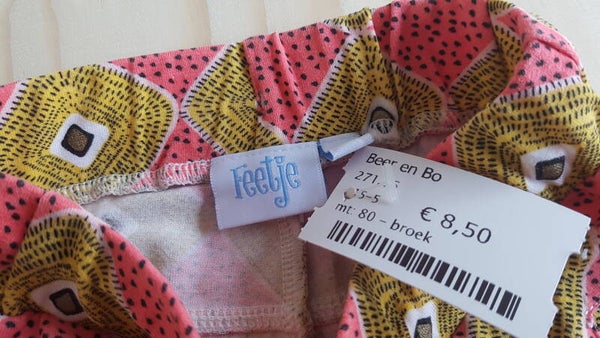 Feetje
Beer en Bo
€ 8,50
mt: 80 - broek